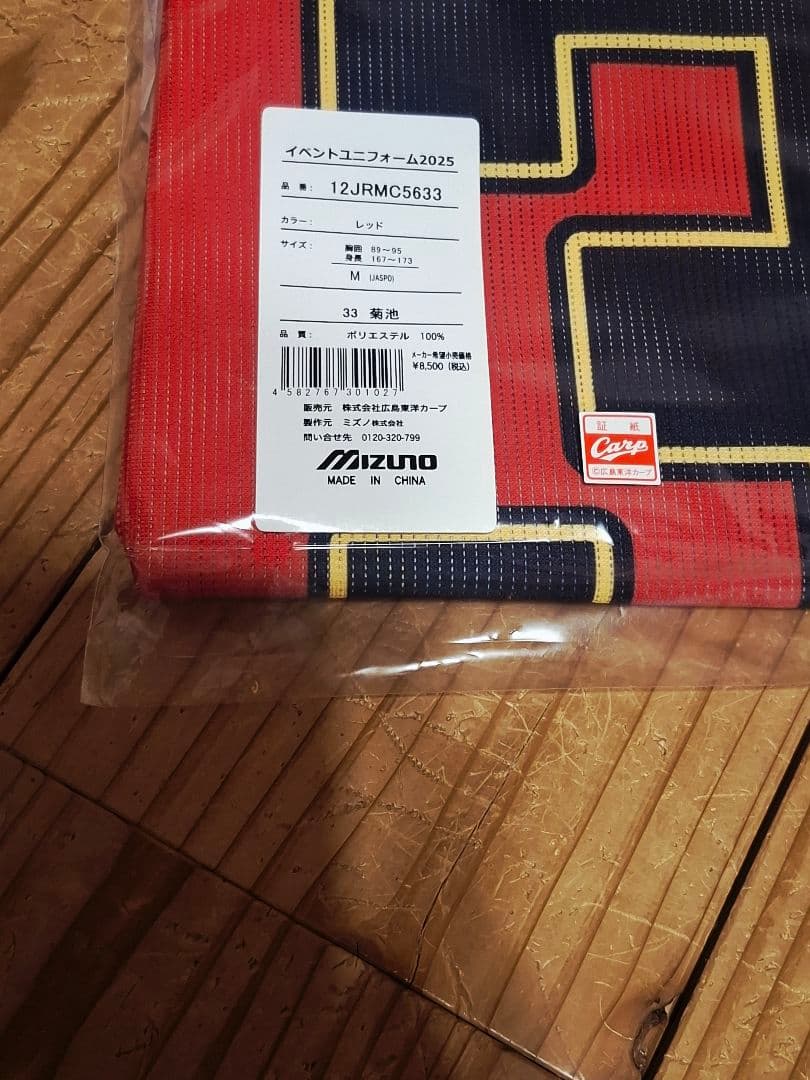 イベントユニフォーム2025
品 番: 12JRMC5633
カラー: レッド
サイズ: 胸囲 89〜95
身長 167〜173
M (JASPO)
33 菊池
品 質: ポリエステル 100%
メーカー希望小売価格
¥8,500 (税込)
4 582767 301027
販売元 株式会社広島東洋カープ
製作元 ミズノ株式会社
問い合せ先 0120-320-799
MIZUNO
MADE IN CHINA
証 紙
Carp
©広島東洋カープ